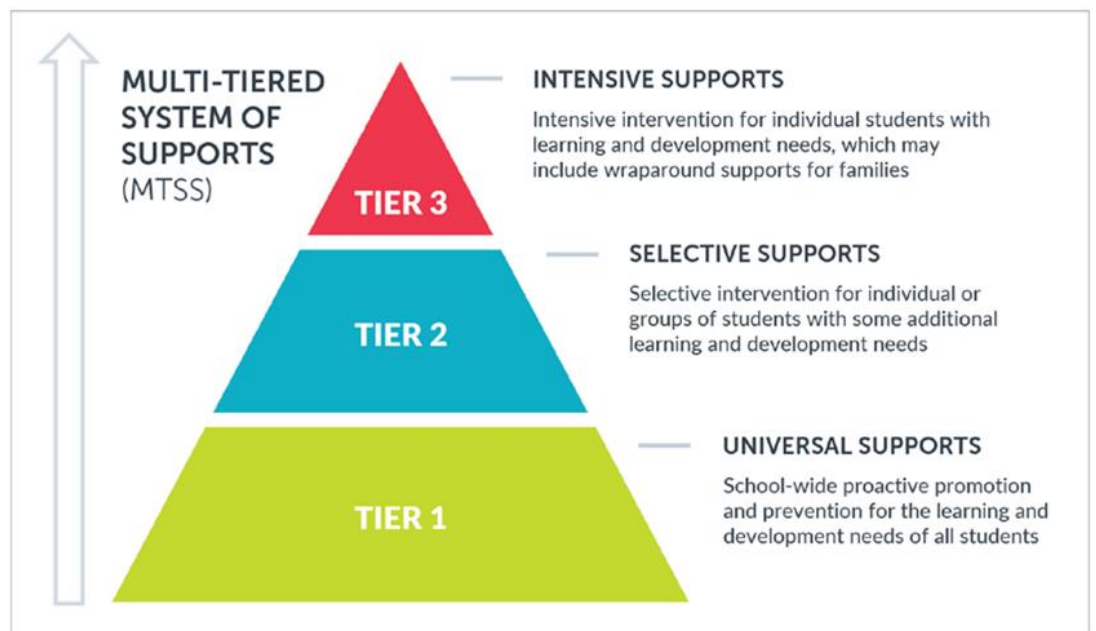 MULTI-TIERED
SYSTEM OF
SUPPORTS
(MTSS)
TIER 3
INTENSIVE SUPPORTS
Intensive intervention for individual students with
learning and development needs, which may
include wraparound supports for families
TIER 2
SELECTIVE SUPPORTS
Selective intervention for individual or
groups of students with some additional
learning and development needs
TIER 1
UNIVERSAL SUPPORTS
School-wide proactive promotion
and prevention for the learning and
development needs of all students